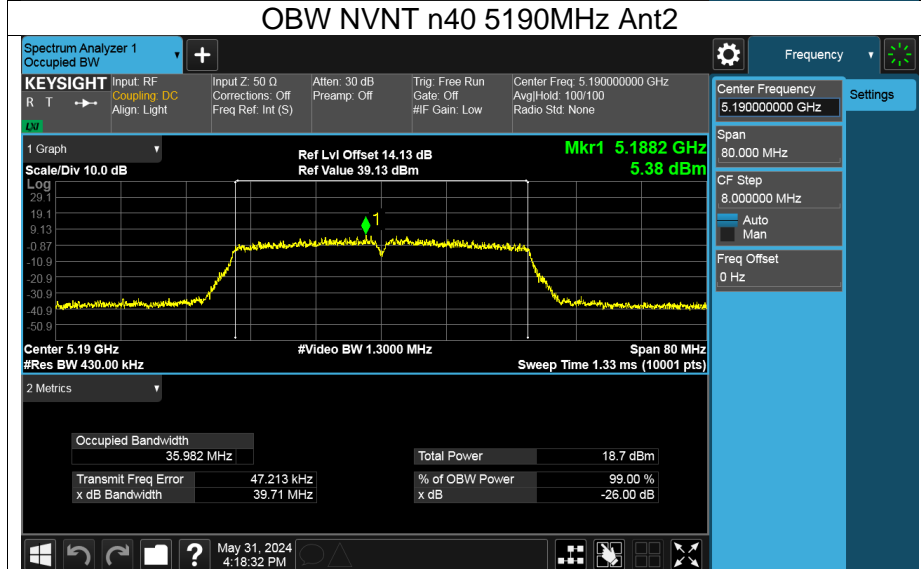 OBW NVNT n40 5190MHz Ant2
Spectrum Analyzer 1
Occupied BW
+
Frequency
KEYSIGHT
R T
LXI
Input: RF
Coupling: DC
Align: Light
Input Z: 50 Ω
Corrections: Off
Freq Ref: Int (S)
Atten: 30 dB
Preamp: Off
Trig: Free Run
Gate: Off
#IF Gain: Low
Center Freq: 5.190000000 GHz
Avg|Hold: 100/100
Radio Std: None
Center Frequency
5.190000000 GHz
Settings
Span
80.000 MHz
CF Step
8.000000 MHz
Auto
Man
Freq Offset
0 Hz
1 Graph
Scale/Div 10.0 dB
Ref Lvl Offset 14.13 dB
Ref Value 39.13 dBm
Mkr1 5.1882 GHz
5.38 dBm
Log
29.1
19.1
9.13
-0.87
-10.9
-20.9
-30.9
-40.9
-50.9
1
Center 5.19 GHz
#Video BW 1.3000 MHz
Span 80 MHz
#Res BW 430.00 kHz
Sweep Time 1.33 ms (10001 pts)
2 Metrics
Occupied Bandwidth
35.982 MHz
Total Power 18.7 dBm
Transmit Freq Error 47.213 kHz
% of OBW Power 99.00 %
x dB Bandwidth 39.71 MHz
x dB -26.00 dB
?
May 31, 2024
4:18:32 PM